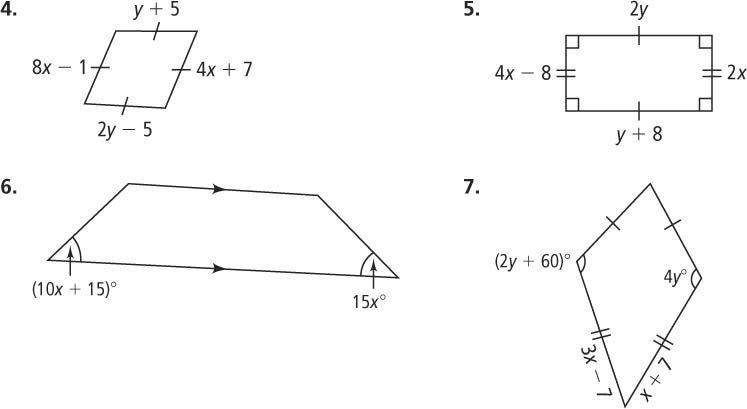 4.
y + 5
8x − 1
4x + 7
2y − 5
5.
2y
4x − 8
2x
y + 8
6.
(10x + 15)°
15x°
7.
(2y + 60)°
4y°
3x − 7
x + 7